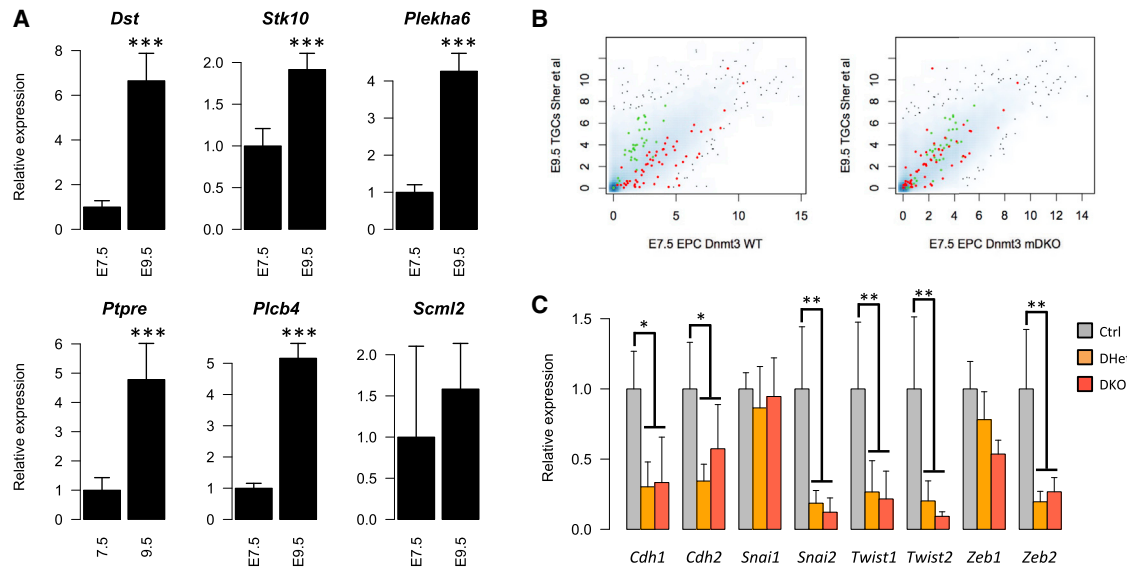 A
Dst
Stk10
Plekha6
***
***
***
Relative expression
8
6
4
2
0
2.0
1.5
1.0
0.5
0.0
4
3
2
1
0
E7.5
E9.5
E7.5
E9.5
E7.5
E9.5
Ptpre
Plcb4
Scml2
***
***
Relative expression
6
5
4
3
2
1
0
5
4
3
2
1
0
2.0
1.5
1.0
0.5
0.0
7.5
9.5
E7.5
E9.5
E7.5
E9.5
B
E9.5 TGCs Sher et al
10
8
6
4
2
0
0
5
10
15
E7.5 EPC Dnmt3 WT
E9.5 TGCs Sher et al
10
8
6
4
2
0
0
2
4
6
8
10
12
14
E7.5 EPC Dnmt3 mDKO
C
Relative expression
1.5
1.0
0.5
0.0
*
*
**
**
**
**
Cdh1
Cdh2
Snai1
Snai2
Twist1
Twist2
Zeb1
Zeb2
Ctrl
DHe
DKO